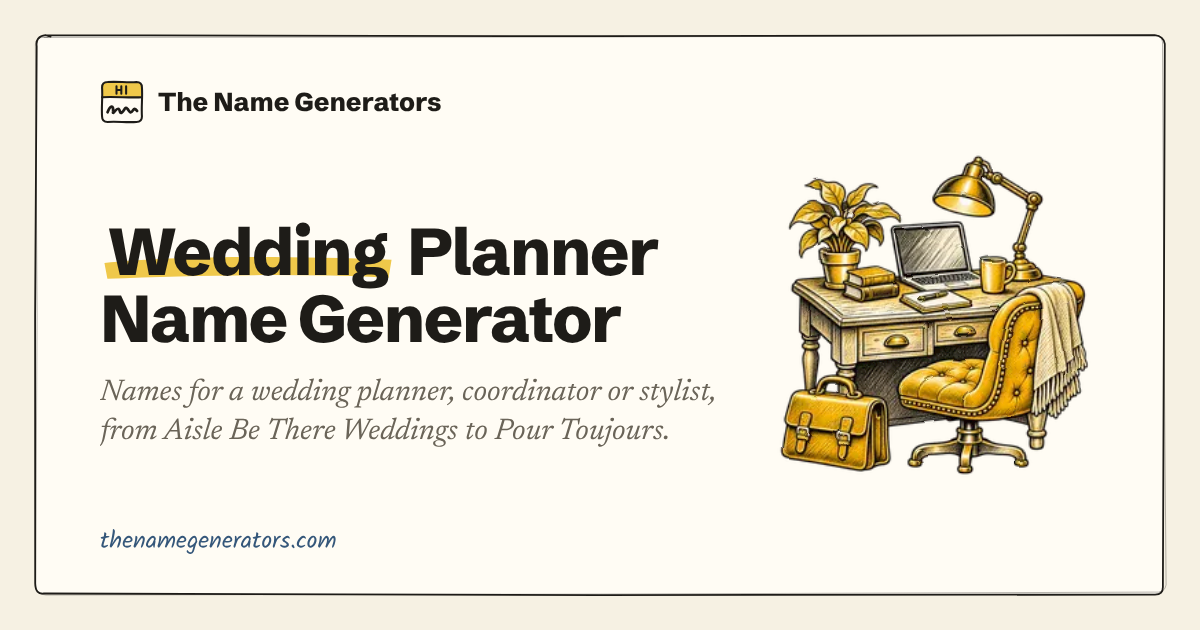 HI
The Name Generators
Wedding Planner
Name Generator
Names for a wedding planner, coordinator or stylist,
from Aisle Be There Weddings to Pour Toujours.
thenamegenerators.com